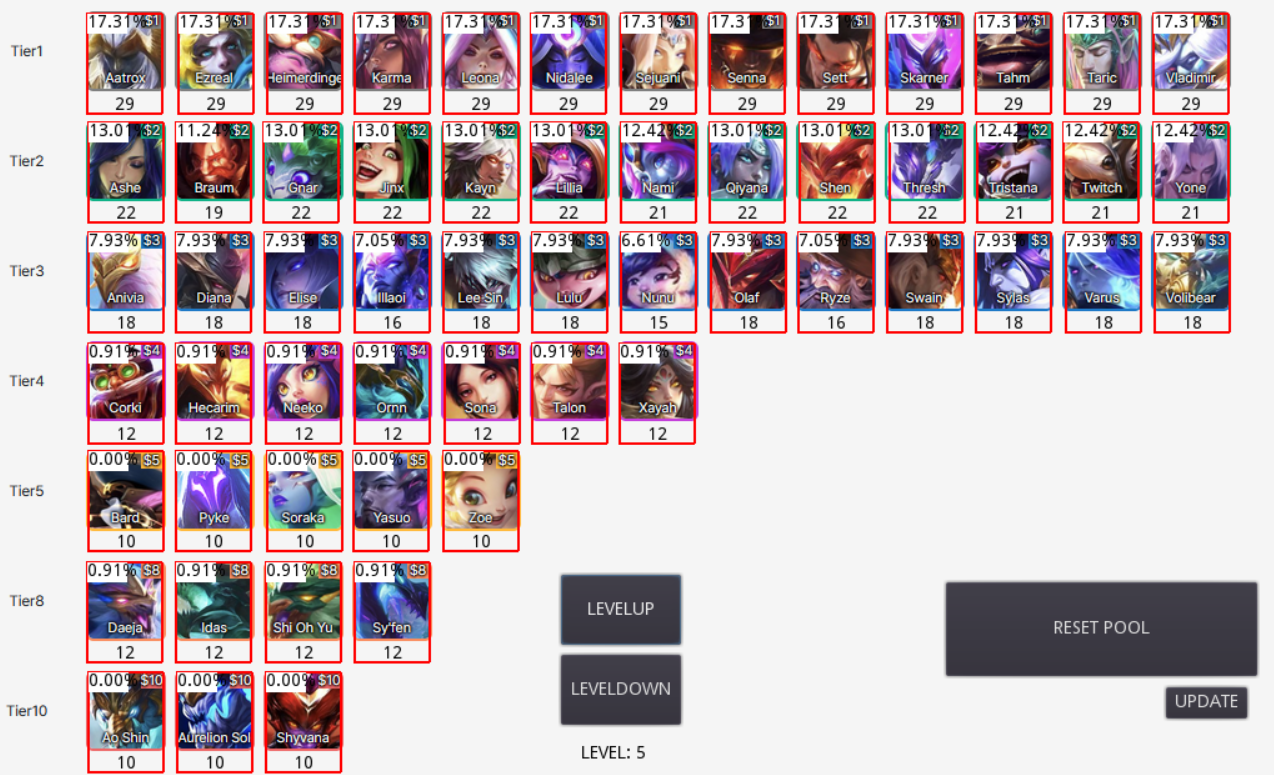 17.31% $1 17.31% $1 17.31% $1 17.31% $1 17.31% $1 17.31% $1 17.31% $1 17.31% $1 17.31% $1 17.31% $1 17.31% $1 17.31% $1 17.31% $1
Tier1
Aatrox Ezreal Heimerdinge Karma Leona Nidalee Sejuani Senna Sett Skarner Tahm Taric Vladimir
29 29 29 29 29 29 29 29 29 29 29 29 29
13.01% $2 11.24% $2 13.01% $2 13.01% $2 13.01% $2 13.01% $2 12.42% $2 13.01% $2 13.01% $2 13.01% $2 12.42% $2 12.42% $2 12.42% $2
Tier2
Ashe Braum Gnar Jinx Kayn Lillia Nami Qiyana Shen Thresh Tristana Twitch Yone
22 19 22 22 22 22 21 22 22 22 21 21 21
7.93% $3 7.93% $3 7.93% $3 7.05% $3 7.93% $3 7.93% $3 6.61% $3 7.93% $3 7.05% $3 7.93% $3 7.93% $3 7.93% $3 7.93% $3
Tier3
Anivia Diana Elise Illaoi Lee Sin Lulu Nunu Olaf Ryze Swain Sylas Varus Volibear
18 18 18 16 18 18 15 18 16 18 18 18 18
0.91% $4 0.91% $4 0.91% $4 0.91% $4 0.91% $4 0.91% $4 0.91% $4
Tier4
Corki Hecarim Neeko Ornn Sona Talon Xayah
12 12 12 12 12 12 12
0.00% $5 0.00% $5 0.00% $5 0.00% $5 0.00% $5
Tier5
Bard Pyke Soraka Yasuo Zoe
10 10 10 10 10
0.91% $8 0.91% $8 0.91% $8 0.91% $8
Tier8
Daeja Idas Shi Oh Yu Sy'fen
12 12 12 12
LEVELUP
RESET POOL
0.00% $10 0.00% $10 0.00% $10
Tier10
Ao Shin Aurelion Sol Shyvana
10 10 10
LEVELDOWN
UPDATE
LEVEL: 5